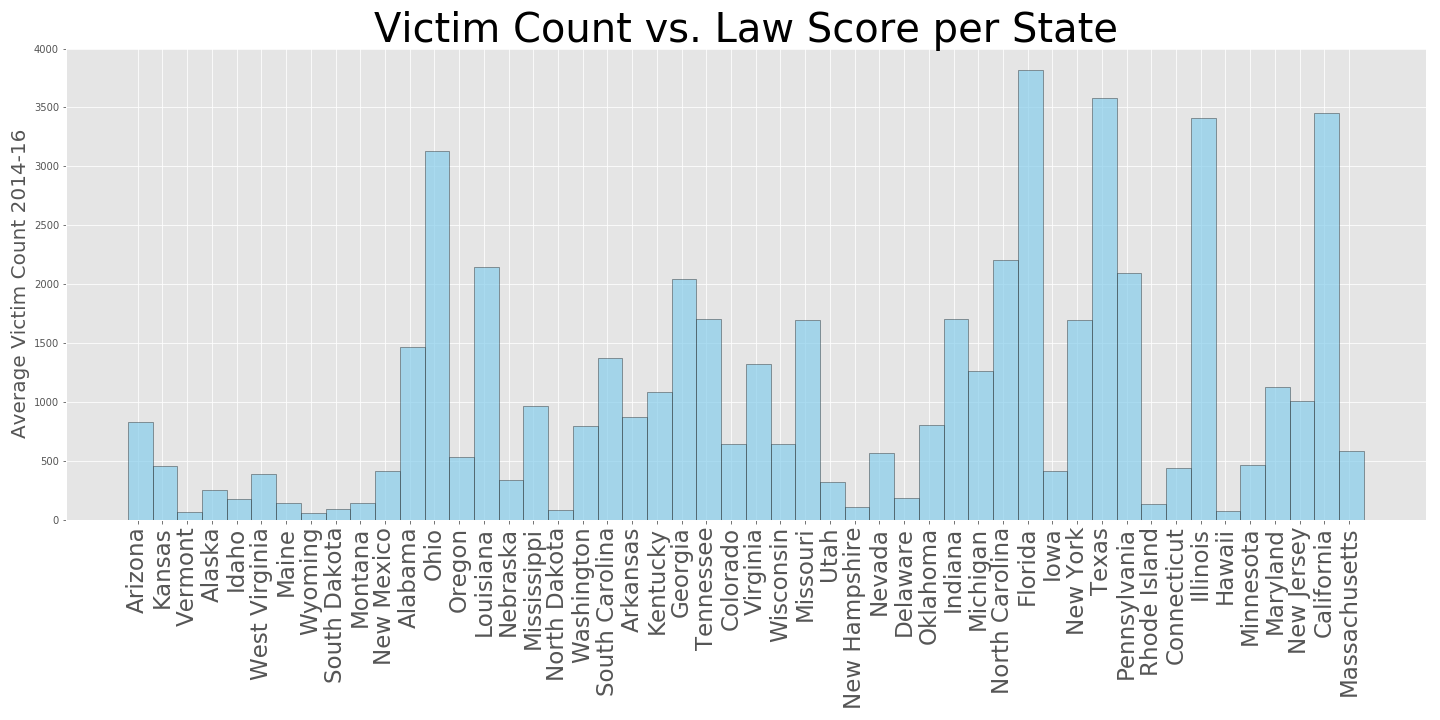 Victim Count vs. Law Score per State
Average Victim Count 2014-16
4000
3500
3000
2500
2000
1500
1000
500
0
Arizona
Kansas
Vermont
Alaska
Idaho
West Virginia
Maine
Wyoming
South Dakota
Montana
New Mexico
Alabama
Ohio
Oregon
Louisiana
Nebraska
Mississippi
North Dakota
Washington
South Carolina
Arkansas
Kentucky
Georgia
Tennessee
Colorado
Virginia
Wisconsin
Missouri
Utah
New Hampshire
Nevada
Delaware
Oklahoma
Indiana
Michigan
North Carolina
Florida
Iowa
New York
Texas
Pennsylvania
Rhode Island
Connecticut
Illinois
Hawaii
Minnesota
Maryland
New Jersey
California
Massachusetts